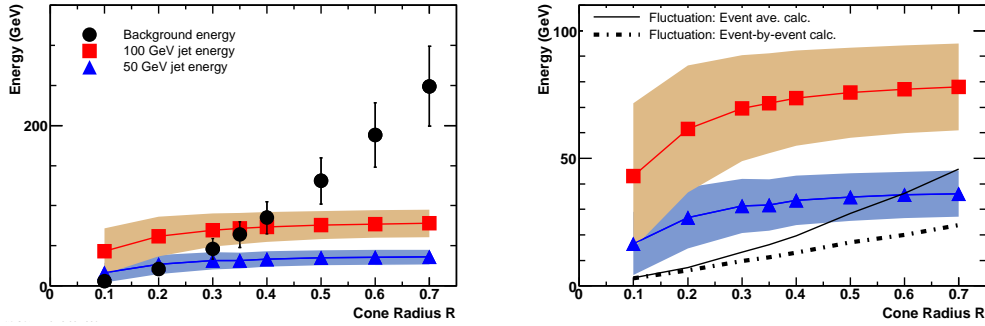 Energy (GeV)
Background energy
100 GeV jet energy
50 GeV jet energy
200
0
0.1 0.2 0.3 0.4 0.5 0.6 0.7
Cone Radius R
Energy (GeV)
Fluctuation: Event ave. calc.
Fluctuation: Event-by-event calc.
100
50
0
0.1 0.2 0.3 0.4 0.5 0.6 0.7
Cone Radius R